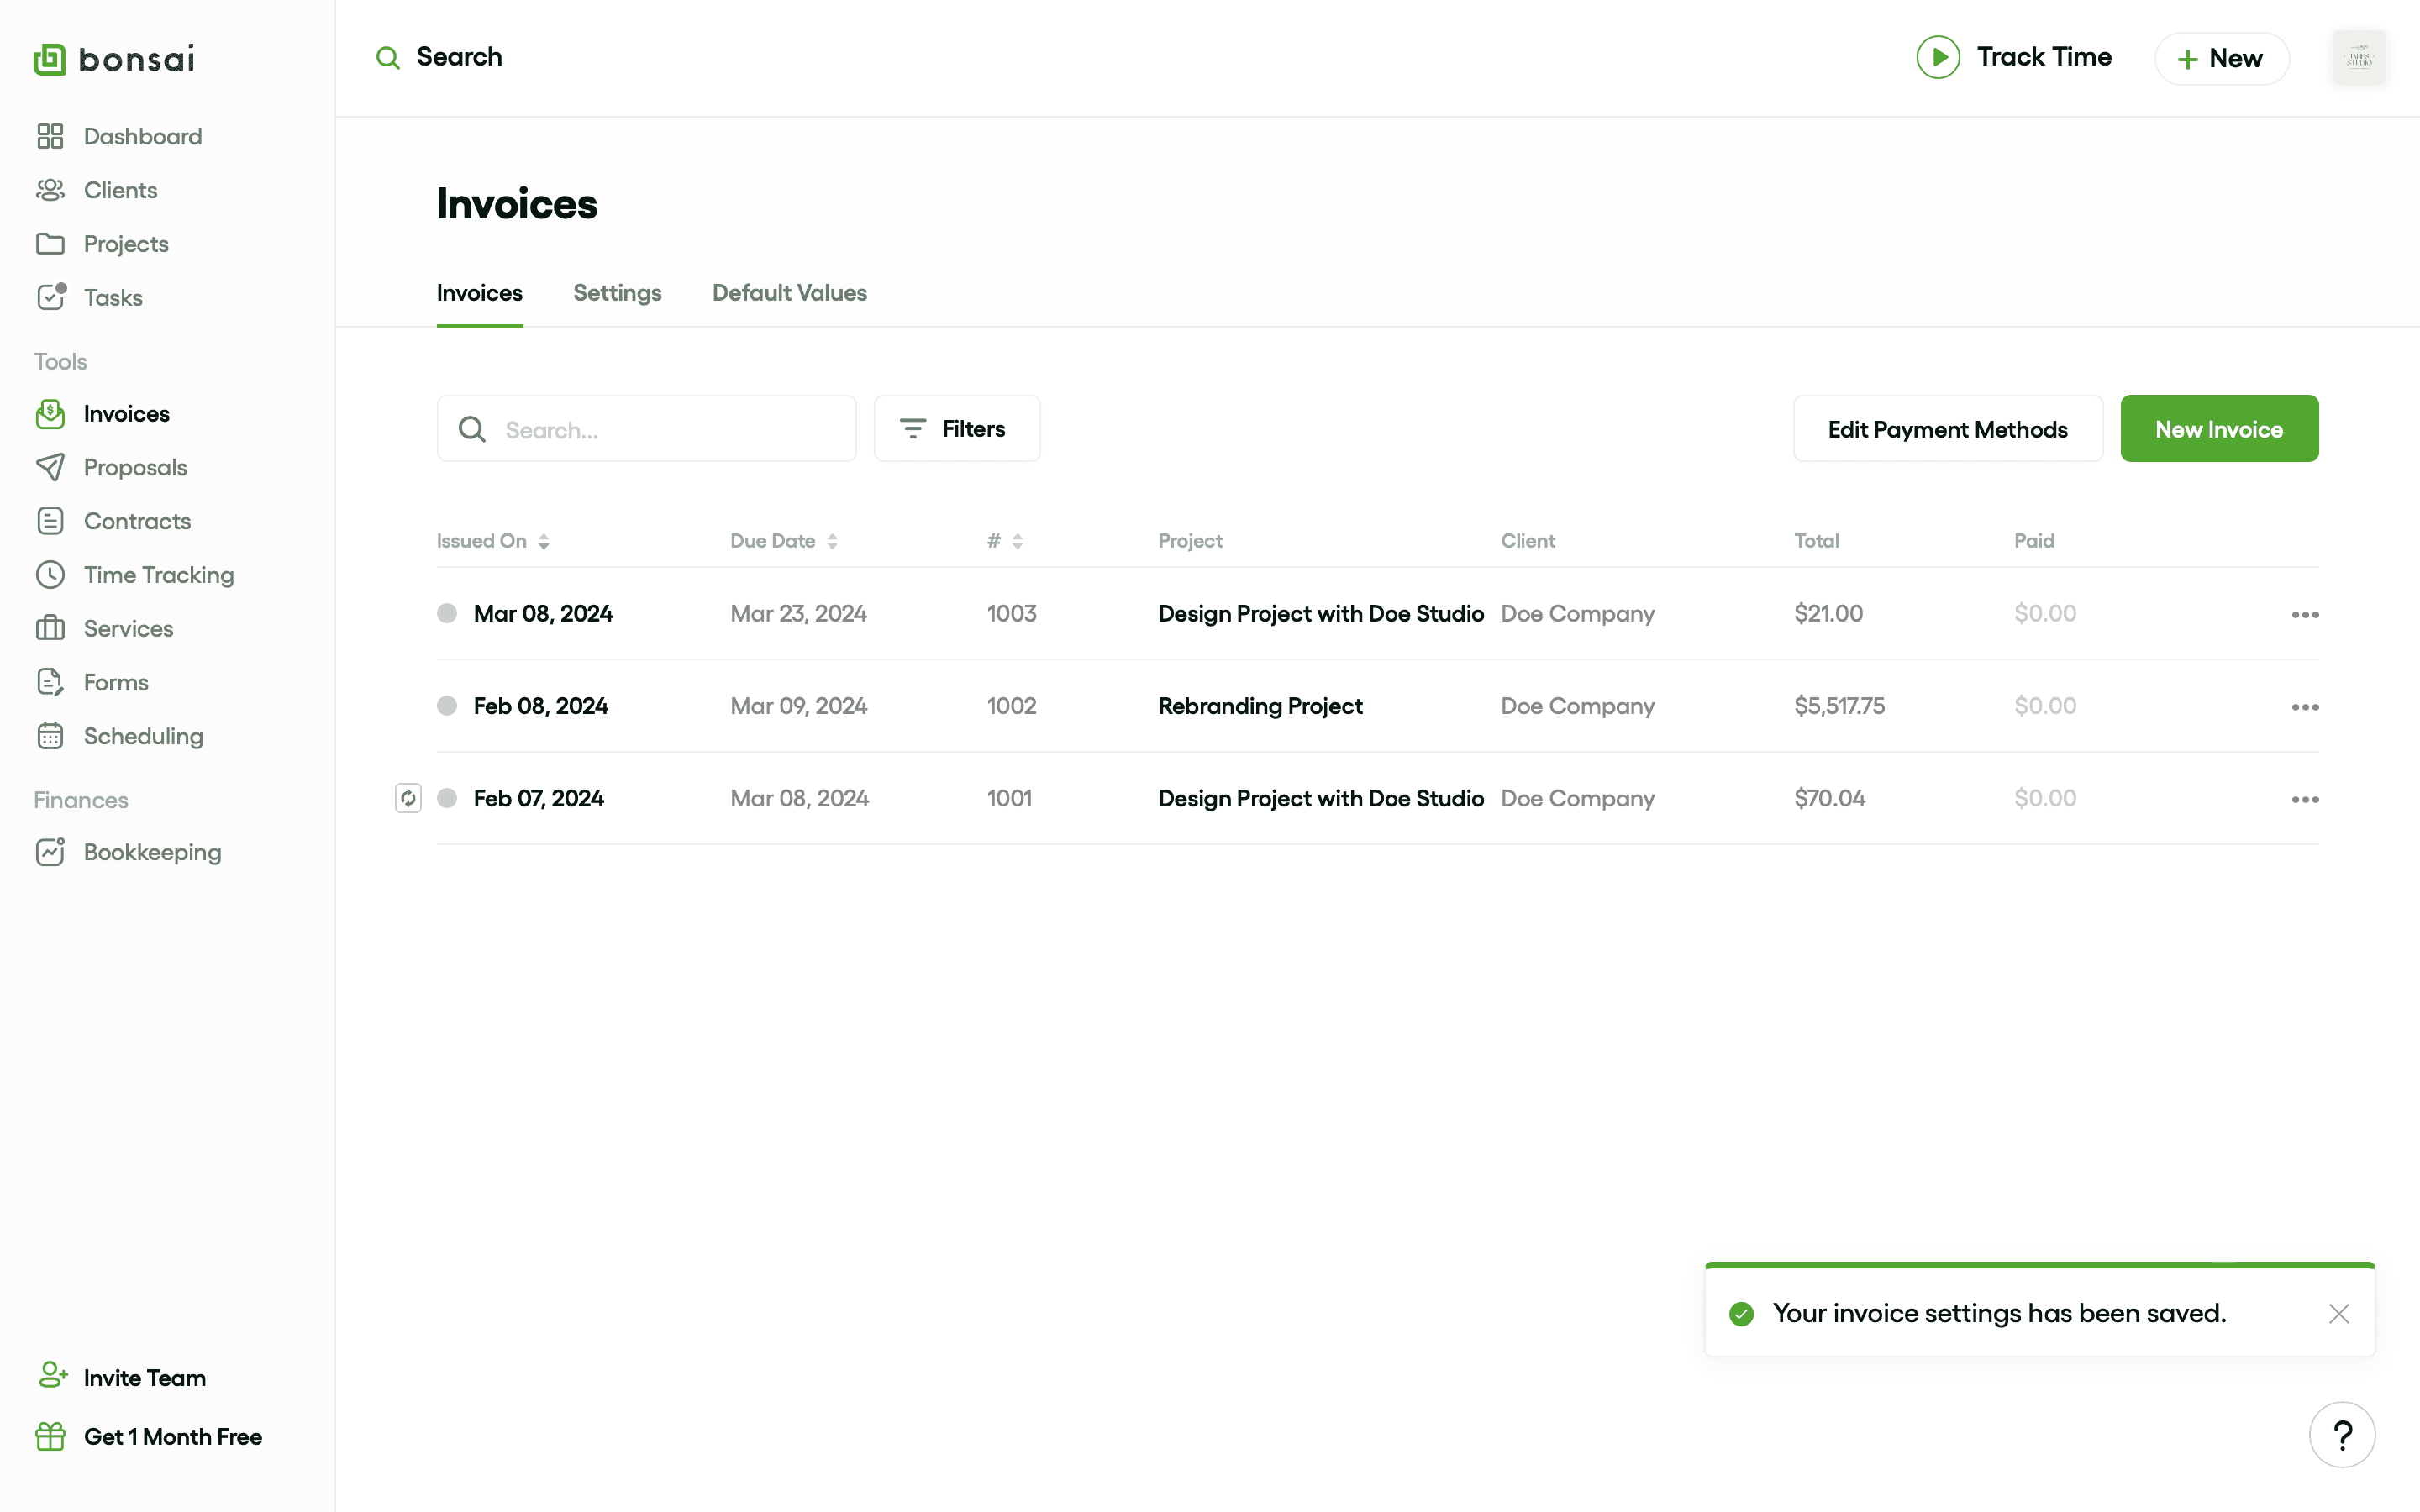 bonsai
Search
Track Time
New
STUDIO
Dashboard
Clients
Projects
Tasks
Tools
Invoices
Proposals
Contracts
Time Tracking
Services
Forms
Scheduling
Finances
Bookkeeping
Invite Team
Get 1 Month Free
Invoices
Invoices Settings Default Values
Search... Filters Edit Payment Methods New Invoice
Issued On Due Date # Project Client Total Paid
Mar 08, 2024 Mar 23, 2024 1003 Design Project with Doe Studio Doe Company $21.00 $0.00
Feb 08, 2024 Mar 09, 2024 1002 Rebranding Project Doe Company $5,517.75 $0.00
Feb 07, 2024 Mar 08, 2024 1001 Design Project with Doe Studio Doe Company $70.04 $0.00
Your invoice settings has been saved.
?